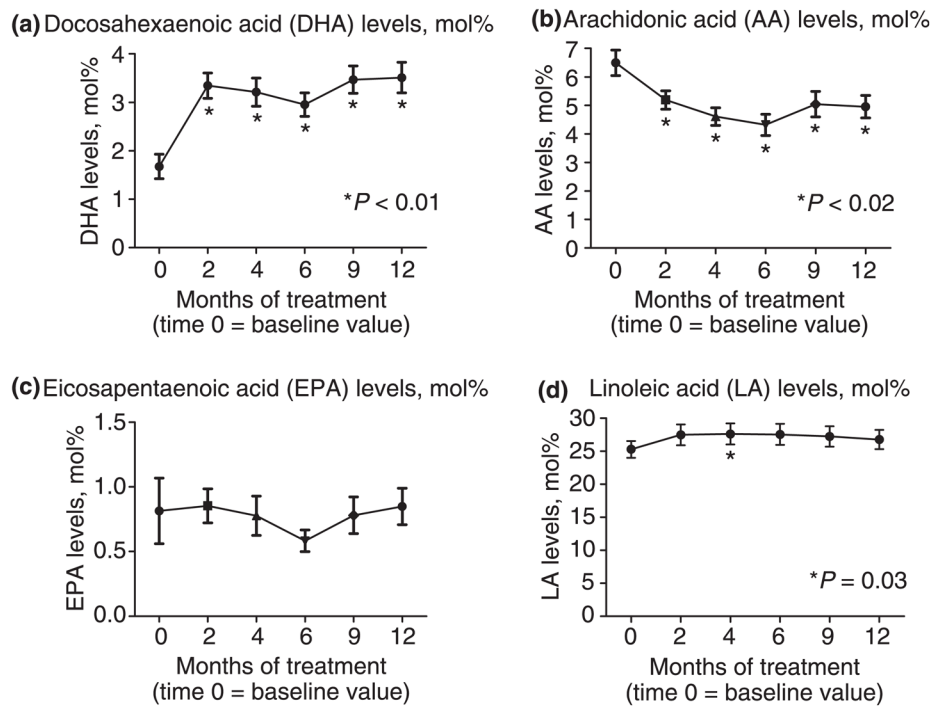 (a) Docosahexaenoic acid (DHA) levels, mol%
DHA levels, mol%
4
3
2
1
0
*
*
*
*
*
*P < 0.01
0 2 4 6 9 12
Months of treatment
(time 0 = baseline value)
(b) Arachidonic acid (AA) levels, mol%
AA levels, mol%
7
6
5
4
3
2
1
0
*
*
*
*
*
*P < 0.02
0 2 4 6 9 12
Months of treatment
(time 0 = baseline value)
(c) Eicosapentaenoic acid (EPA) levels, mol%
EPA levels, mol%
1.5
1.0
0.5
0.0
0 2 4 6 9 12
Months of treatment
(time 0 = baseline value)
(d) Linoleic acid (LA) levels, mol%
LA levels, mol%
30
25
20
15
10
5
0
*
*P = 0.03
0 2 4 6 9 12
Months of treatment
(time 0 = baseline value)